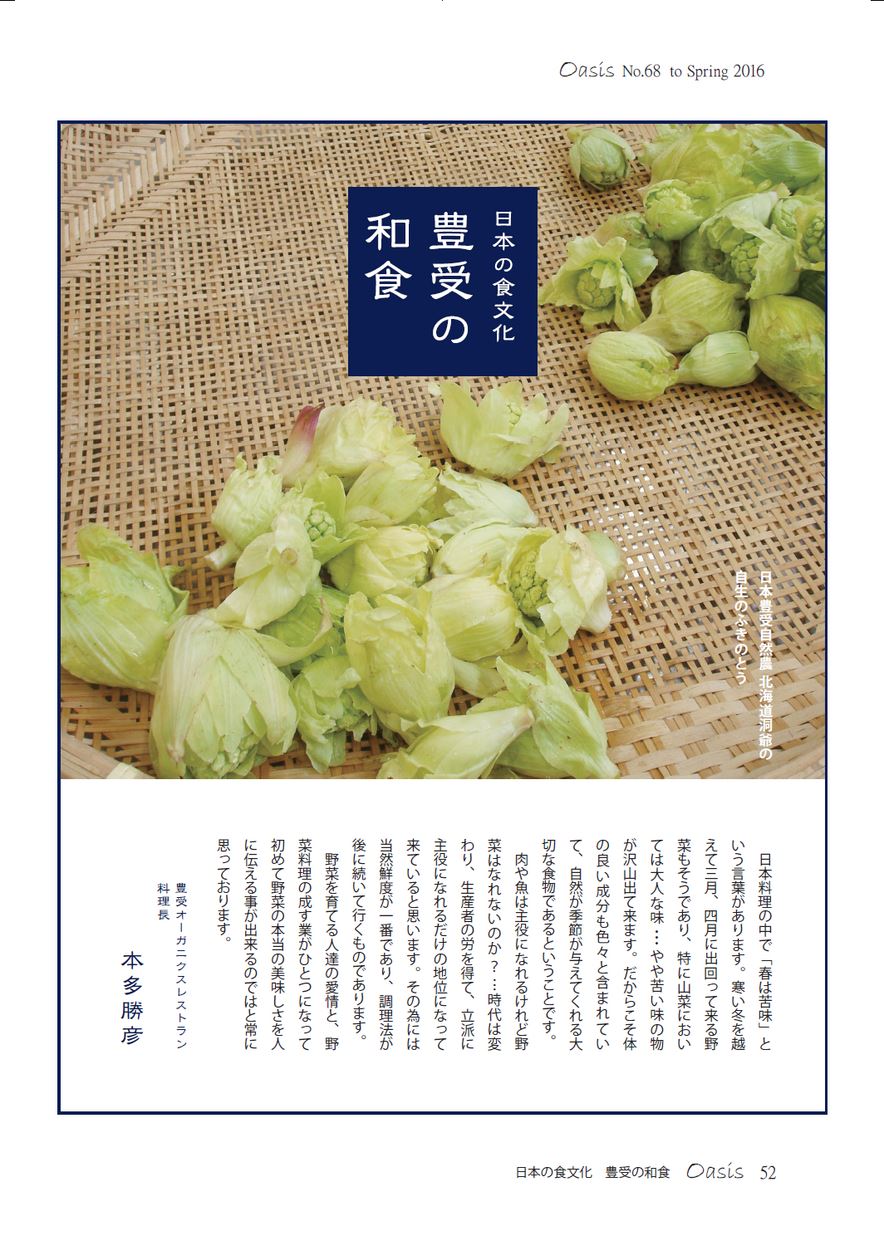 Oasis No.68 to Spring 2016
日本の食文化
豊受の
和食
日本豊受自然農 北海道洞爺の
自生のふきのとう
日本料理の中で「春は苦味」と
いう言葉があります。寒い冬を越
えて三月、四月に出回って来る野
菜もそうであり、特に山菜におい
ては大人な味…やや苦い味の物
が沢山出て来ます。だからこそ体
の良い成分も色々と含まれてい
て、自然が季節が与えてくれる大
切な食物であるということです。
肉や魚は主役になれるけれど野
菜はなれないのか?…時代は変
わり、生産者の労を得て、立派に
主役になれるだけの地位になって
来ていると思います。その為には
当然鮮度が一番であり、調理法が
後に続いて行くものであります。
野菜を育てる人達の愛情と、野
菜料理の成す業がひとつになって
初めて野菜の本当の美味しさを人
に伝える事が出来るのではと常に
思っております。
豊受オーガニクスレストラン
料理長
本多勝彦
日本の食文化 豊受の和食 Oasis 52